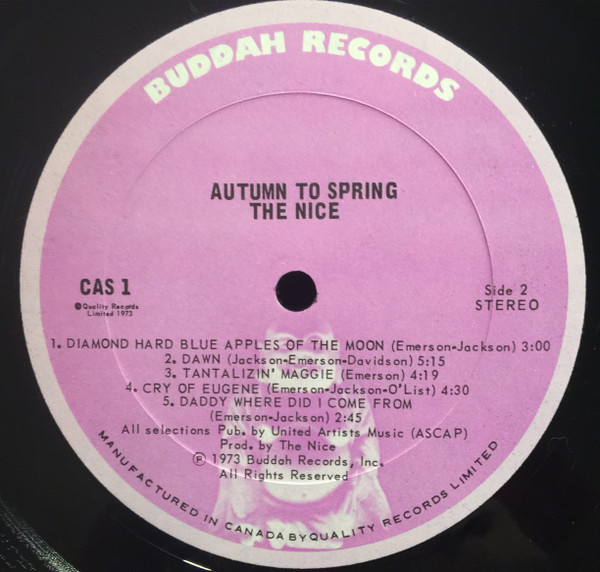 BUDDAH RECORDS
AUTUMN TO SPRING
THE NICE
CAS 1
©Quality Records
Limited 1973
Side 2
STEREO
1. DIAMOND HARD BLUE APPLES OF THE MOON (Emerson-Jackson) 3:00
2. DAWN (Jackson-Emerson-Davidson) 5:15
3. TANTALIZIN' MAGGIE (Emerson) 4:19
4. CRY OF EUGENE (Emerson-Jackson-O'List) 4:30
5. DADDY WHERE DID I COME FROM
(Emerson-Jackson) 2:45
All selections Pub. by United Artists Music (ASCAP)
Prod. by The Nice
℗ 1973 Buddah Records, Inc.
All Rights Reserved
MANUFACTURED IN CANADA BY QUALITY RECORDS LIMITED